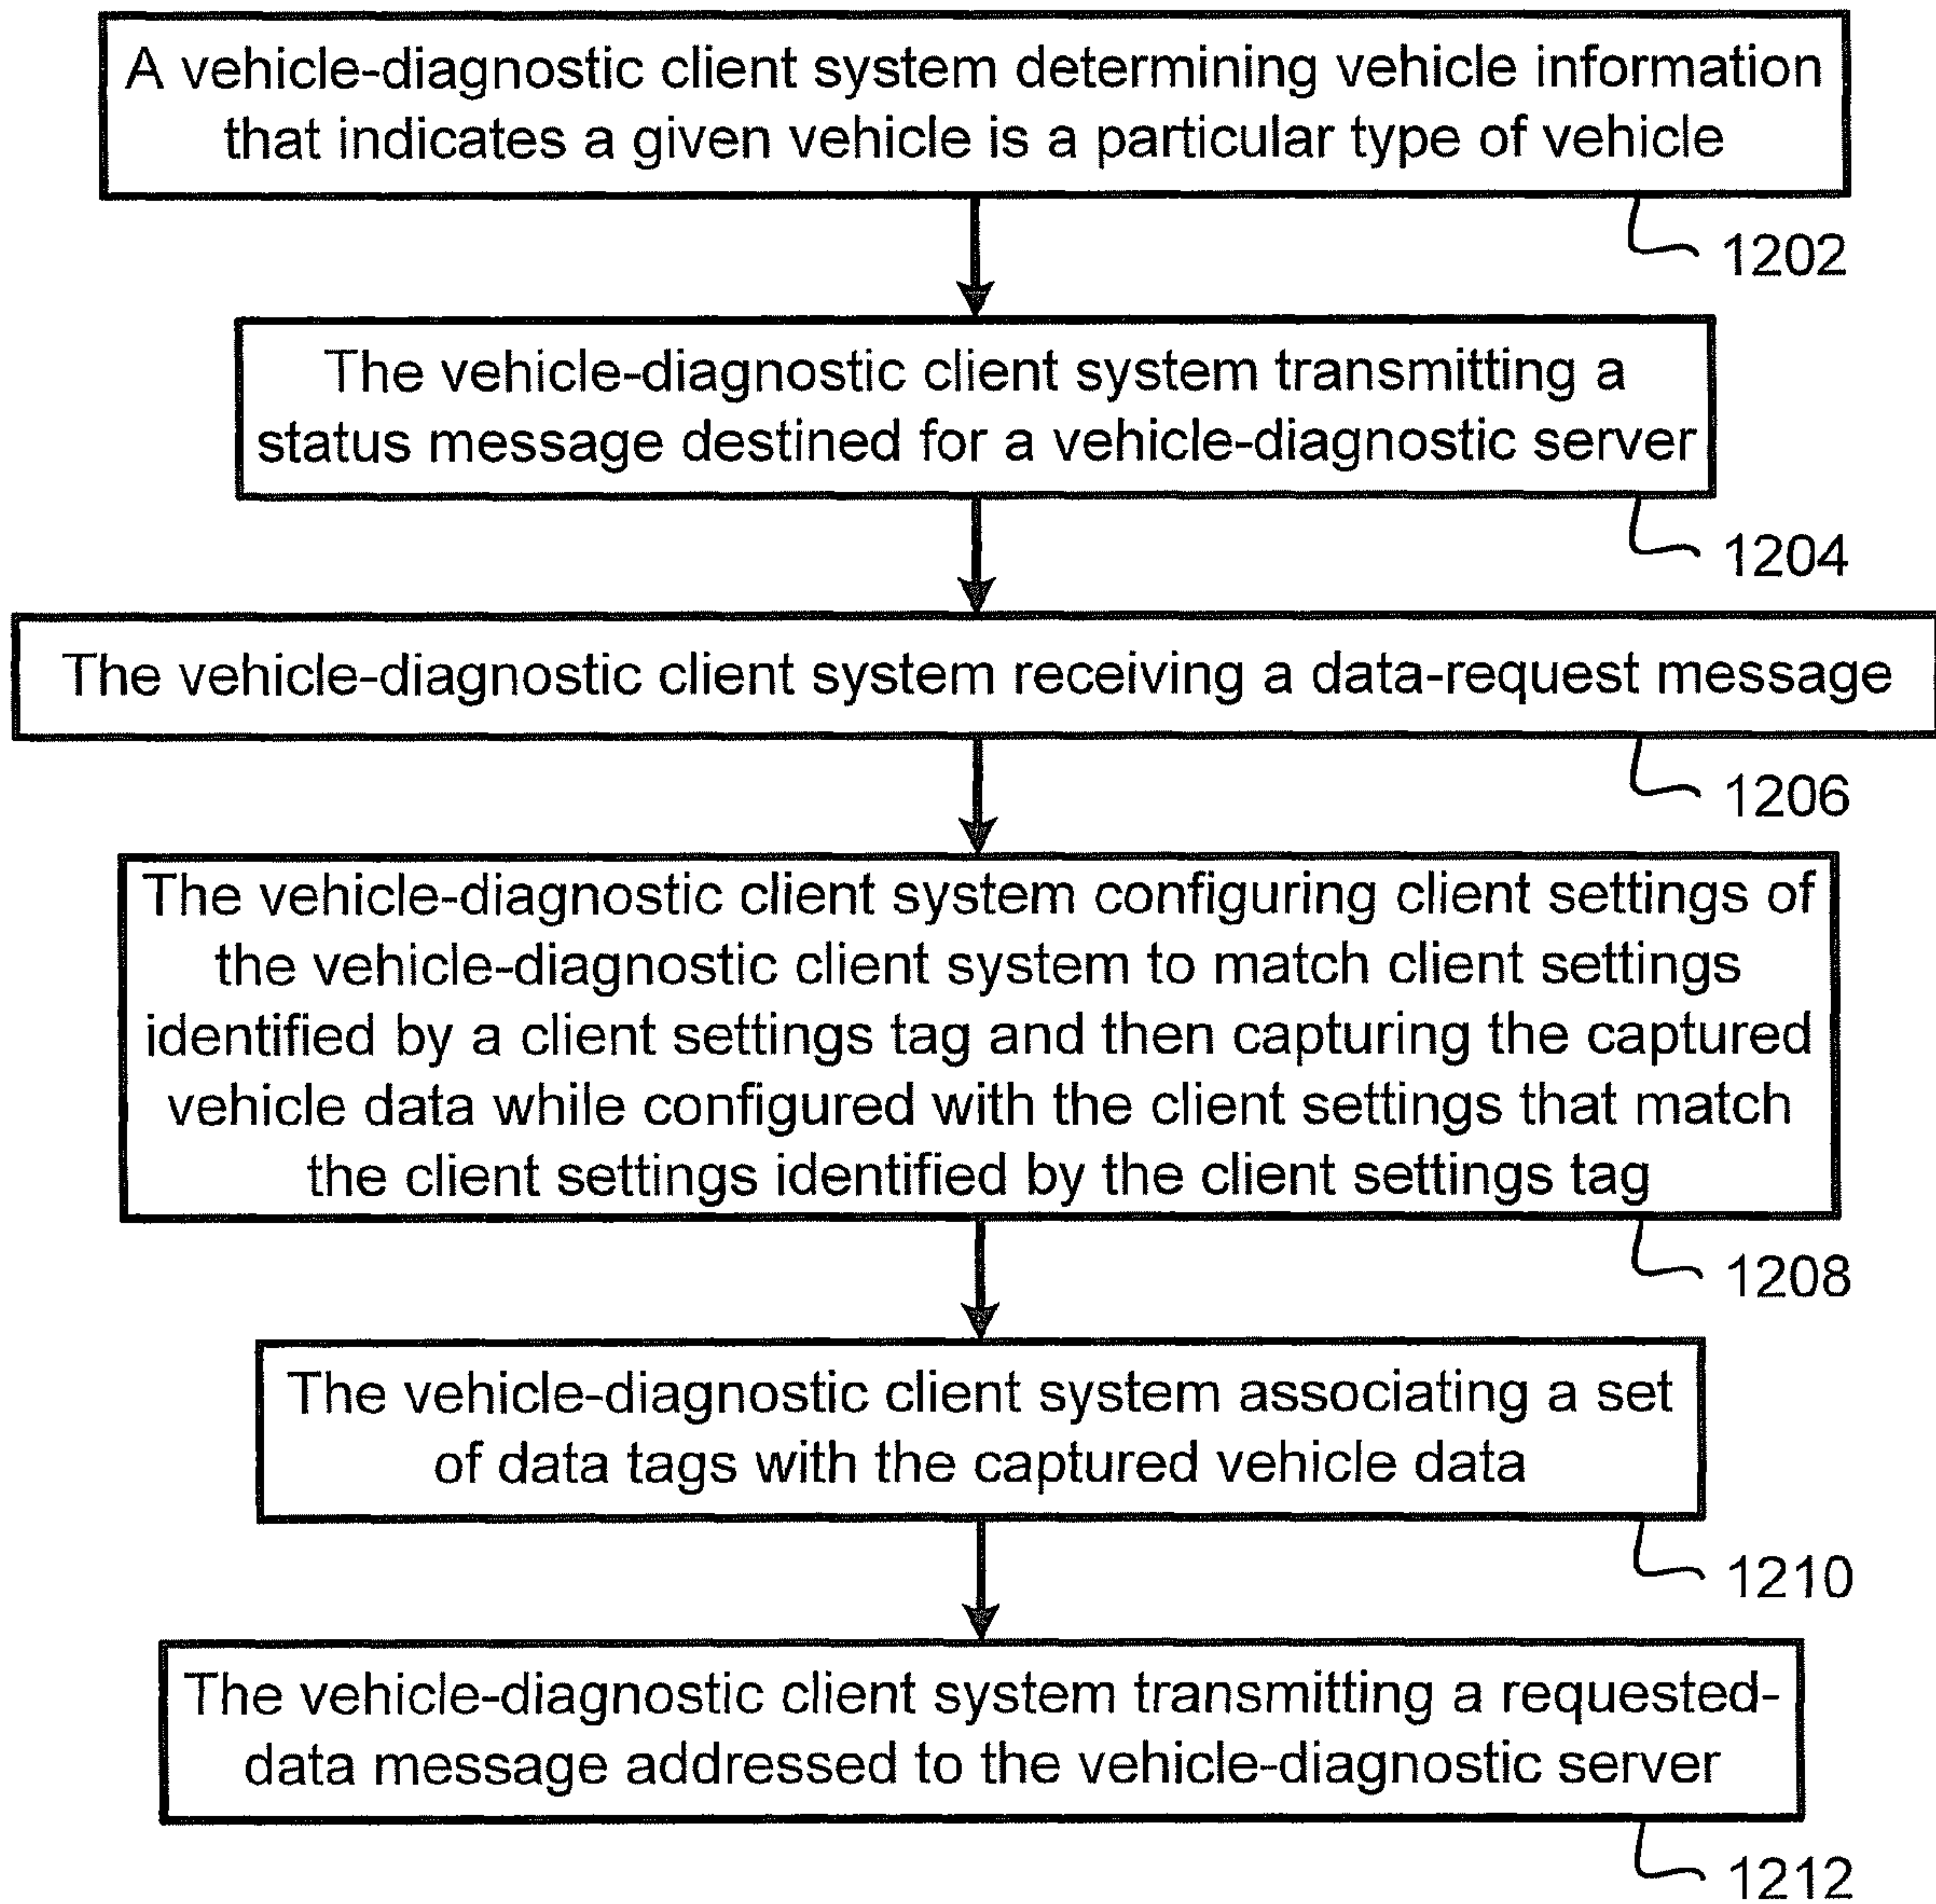 A vehicle-diagnostic client system determining vehicle information
that indicates a given vehicle is a particular type of vehicle
1202
The vehicle-diagnostic client system transmitting a
status message destined for a vehicle-diagnostic server
1204
The vehicle-diagnostic client system receiving a data-request message
1206
The vehicle-diagnostic client system configuring client settings of
the vehicle-diagnostic client system to match client settings
identified by a client settings tag and then capturing the captured
vehicle data while configured with the client settings that match
the client settings identified by the client settings tag
1208
The vehicle-diagnostic client system associating a set
of data tags with the captured vehicle data
1210
The vehicle-diagnostic client system transmitting a requested-
data message addressed to the vehicle-diagnostic server
1212